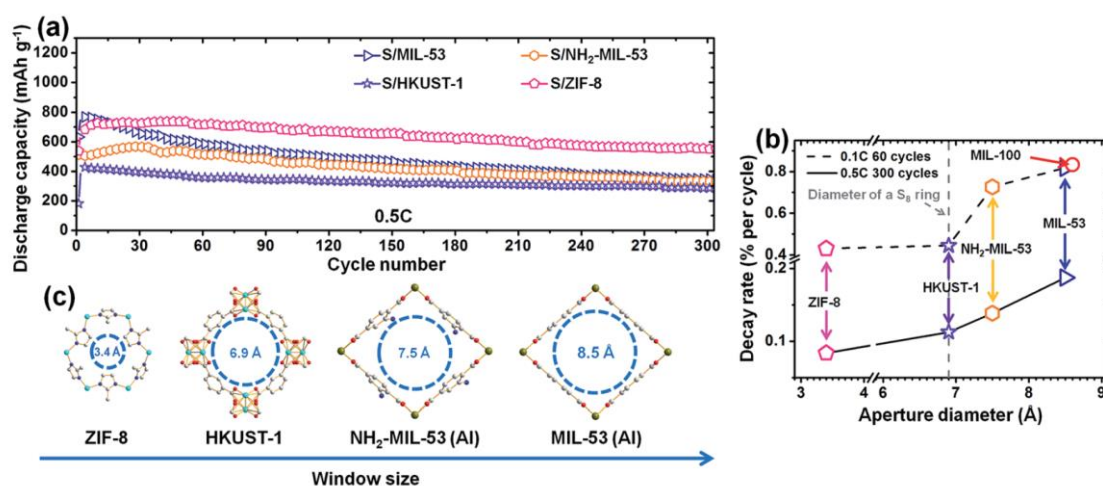 (a)
1200
1000
800
600
400
200
0
Discharge capacity (mAh g⁻¹)
S/MIL-53
S/NH₂-MIL-53
S/HKUST-1
S/ZIF-8
0.5C
0 30 60 90 120 150 180 210 240 270 300
Cycle number
(b)
0.8
0.6
0.4
0.2
0.1
Decay rate (% per cycle)
0.1C 60 cycles
0.5C 300 cycles
MIL-100
Diameter of a S₈ ring
MIL-53
NH₂-MIL-53
HKUST-1
ZIF-8
3 4 6 7 8 9
Aperture diameter (Å)
(c)
3.4 Å
6.9 Å
7.5 Å
8.5 Å
ZIF-8
HKUST-1
NH₂-MIL-53 (Al)
MIL-53 (Al)
Window size